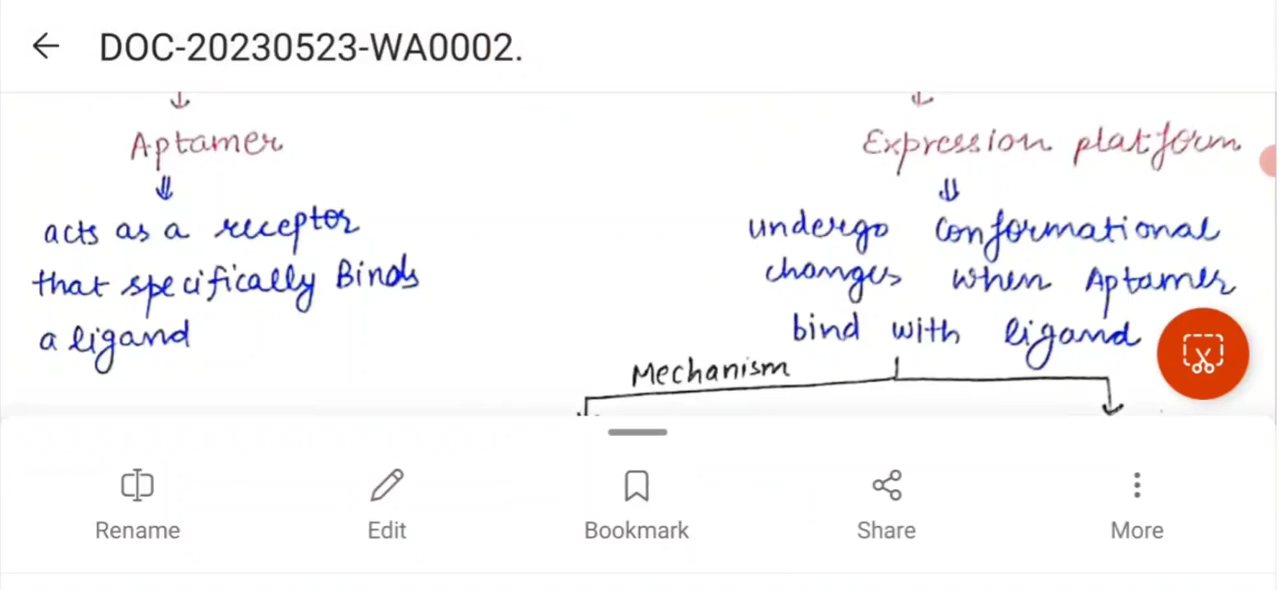 DOC-20230523-WA0002.
Aptamer
acts as a receptor
that specifically Binds
a ligand
Expression platform
undergo conformational
changes when Aptamer
bind with ligand
Mechanism
Rename
Edit
Bookmark
Share
More